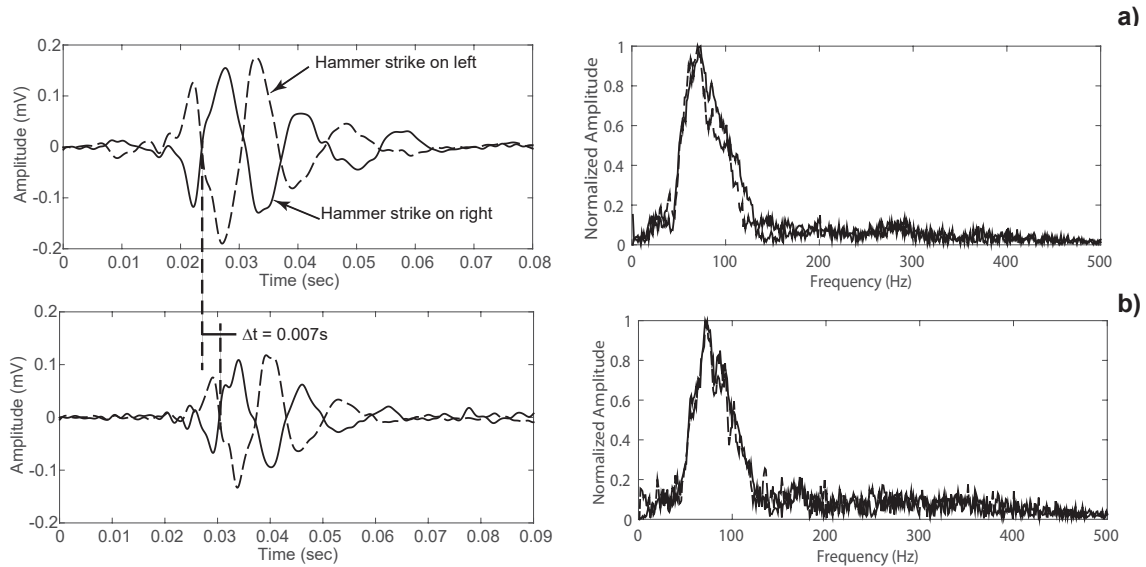 a)
0.2
0.1
0
-0.1
-0.2
Amplitude (mV)
Hammer strike on left
Hammer strike on right
0 0.01 0.02 0.03 0.04 0.05 0.06 0.07 0.08
Time (sec)
1
0.8
0.6
0.4
0.2
0
Normalized Amplitude
0 100 200 300 400 500
Frequency (Hz)
b)
0.2
0.1
0
-0.1
-0.2
Amplitude (mV)
Δt = 0.007s
0 0.01 0.02 0.03 0.04 0.05 0.06 0.07 0.08 0.09
Time (sec)
1
0.8
0.6
0.4
0.2
0
Normalized Amplitude
0 100 200 300 400 500
Frequency (Hz)